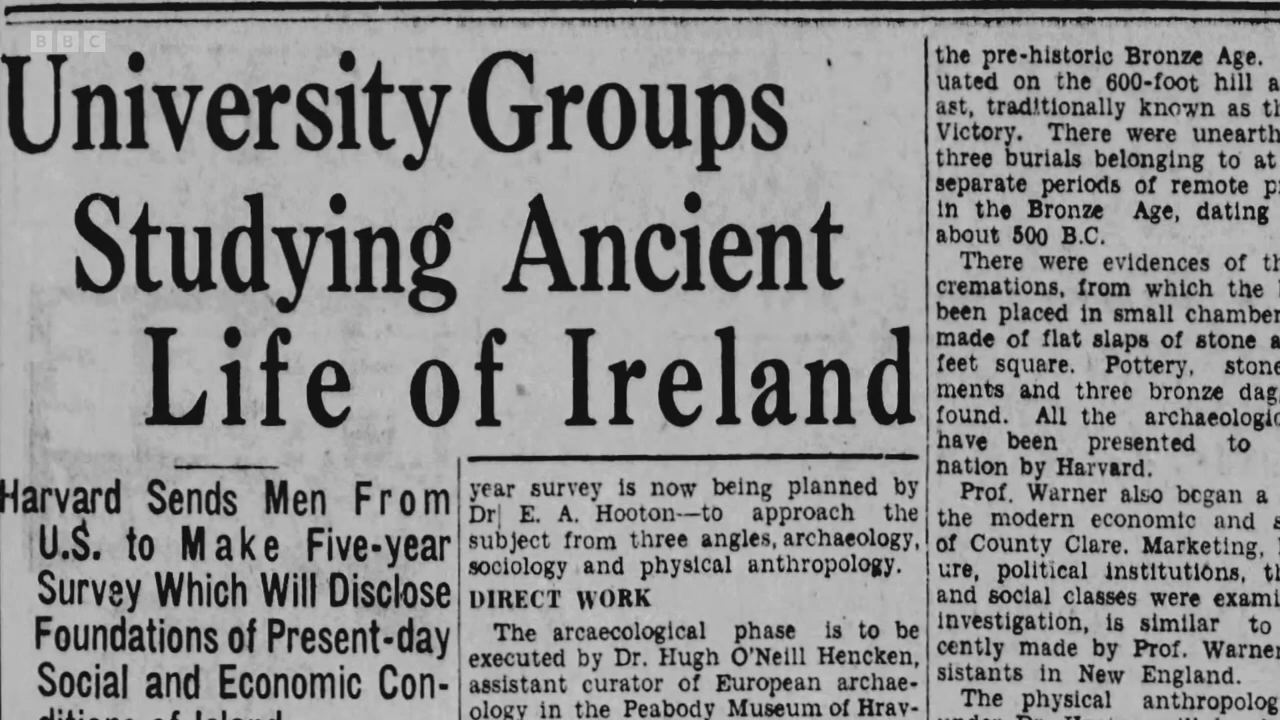 BBC
University Groups
Studying Ancient
Life of Ireland
Harvard Sends Men From
U.S. to Make Five-year
Survey Which Will Disclose
Foundations of Present-day
Social and Economic Con-
year survey is now being planned by
Dr E. A. Hooton—to approach the
subject from three angles, archaeology,
sociology and physical anthropology.
DIRECT WORK
The arcaecological phase is to be
executed by Dr. Hugh O'Neill Hencken,
assistant curator of European archae-
ology in the Peabody Museum of Hrav-
the pre-historic Bronze Age.
uated on the 600-foot hill a
ast, traditionally known as
Victory. There were unearth
three burials belonging to at
separate periods of remote
in the Bronze Age, dating
about 500 B.C.
There were evidences of
cremations, from which the
been placed in small chamber
made of flat slaps of stone
feet square. Pottery, stone
ments and three bronze dag
found. All the archaeologic
have been presented to
nation by Harvard.
Prof. Warner also began a
the modern economic and
of County Clare. Marketing,
ure, political institutions,
and social classes were exami
investigation, is similar to
cently made by Prof. Warner
sistants in New England.
The physical anthropolog